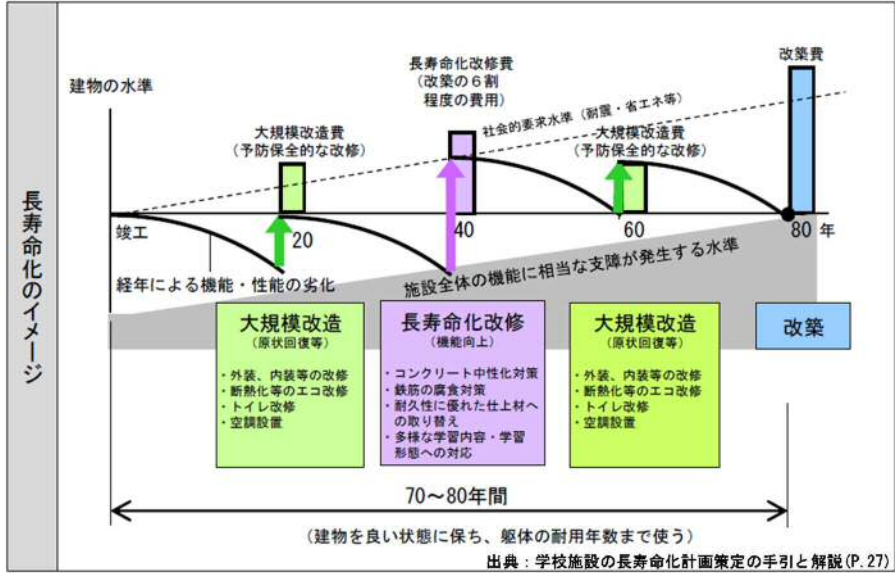 長寿命化のイメージ
建物の水準
大規模改造費
(予防保全的な改修)
長寿命化改修費
(改築の6割
程度の費用)
社会的要求水準(耐震・省エネ等)
大規模改造費
(予防保全的な改修)
改築費
竣工
20
40
60
80 年
経年による機能・性能の劣化
施設全体の機能に相当な支障が発生する水準
大規模改造
(原状回復等)
・外装、内装等の改修
・断熱化等のエコ改修
・トイレ改修
・空調設置
長寿命化改修
(機能向上)
・コンクリート中性化対策
・鉄筋の腐食対策
・耐久性に優れた仕上材へ
の取り替え
・多様な学習内容・学習
形態への対応
大規模改造
(原状回復等)
・外装、内装等の改修
・断熱化等のエコ改修
・トイレ改修
・空調設置
改築
70~80年間
(建物を良い状態に保ち、躯体の耐用年数まで使う)
出典:学校施設の長寿命化計画策定の手引と解説(P.27)